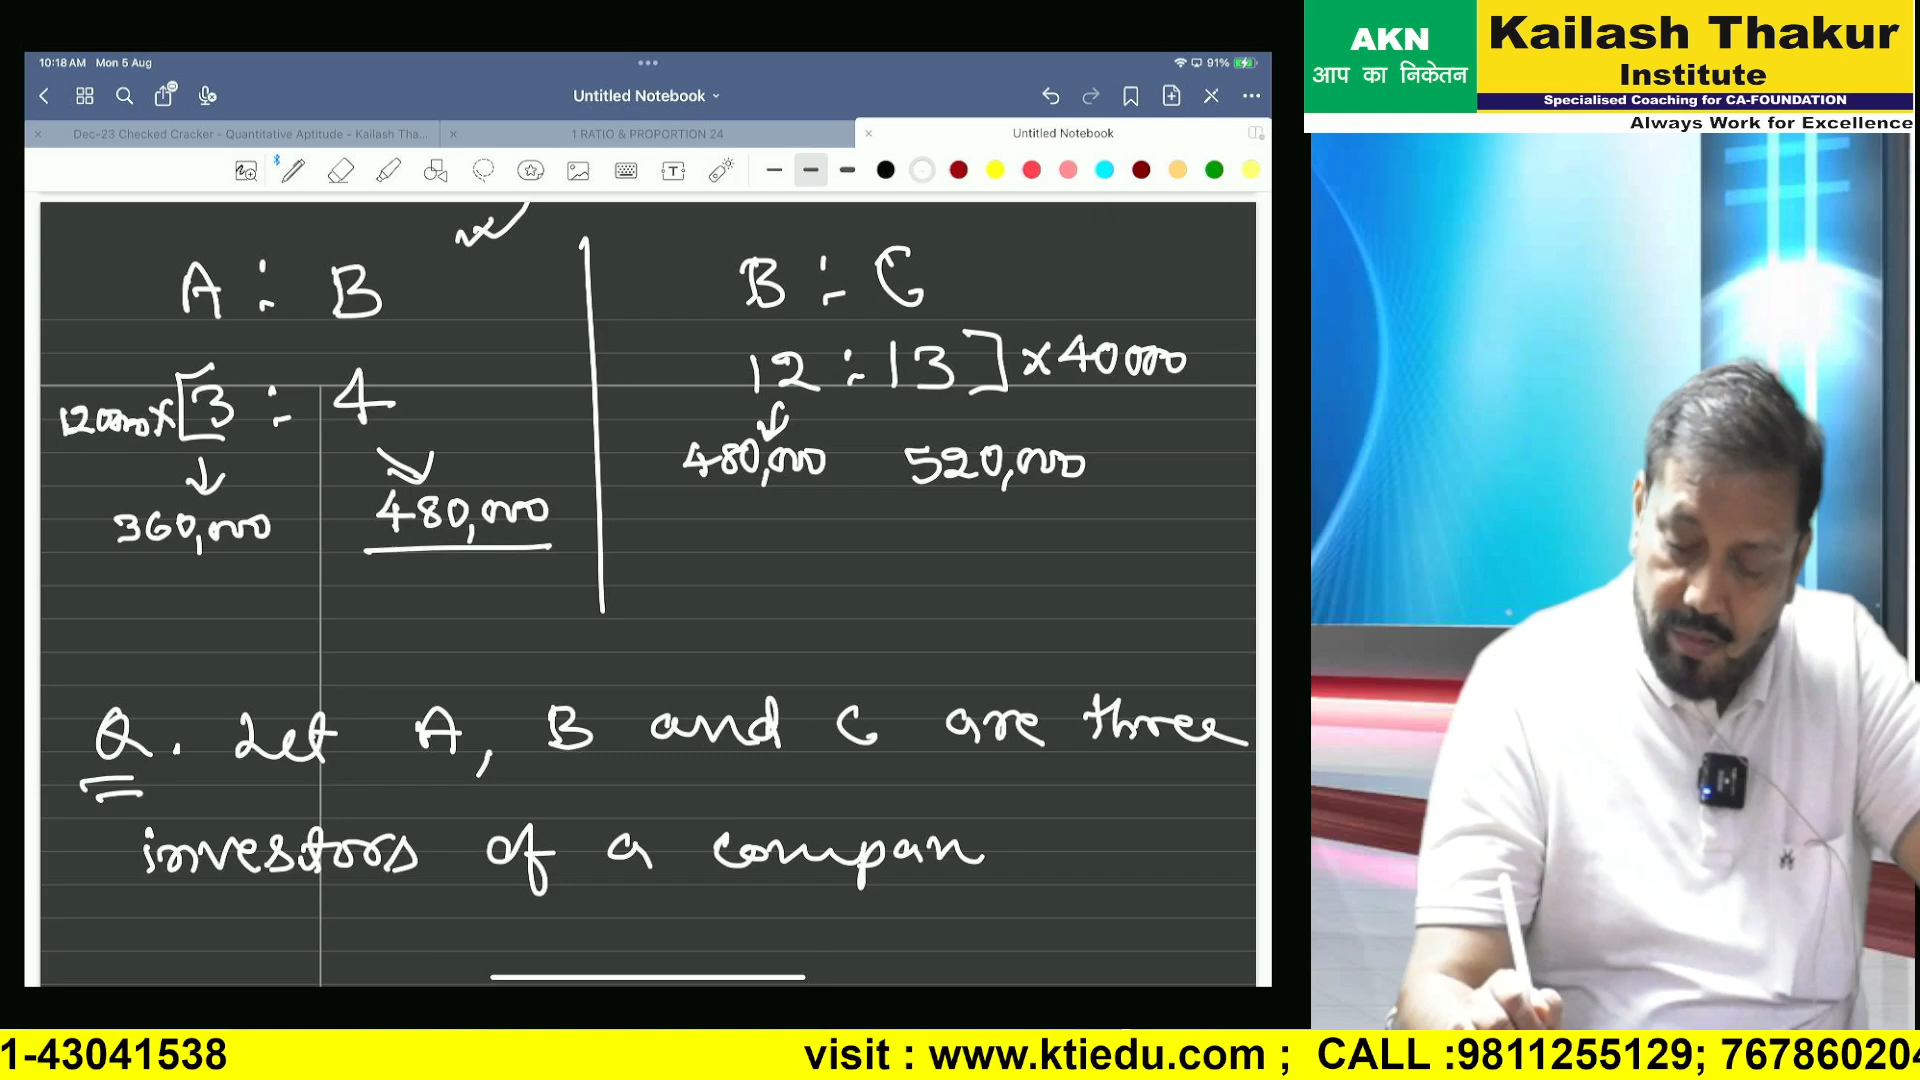 10:18 AM Mon 5 Aug
91%
Untitled Notebook
Dec-23 Checked Cracker - Quantitative Aptitude - Kailash Tha...
1 RATIO & PROPORTION 24
Untitled Notebook
A : B
12000x [3 : 4
360,000 480,000
B : C
12 : 13] x 40000
480,000 520,000
Q. Let A, B and C are three
investors of a compan
AKN
आप का निकेतन
Kailash Thakur
Institute
Specialised Coaching for CA-FOUNDATION
Always Work for Excellence
1-43041538 visit : www.ktiedu.com ; CALL :9811255129; 767860204